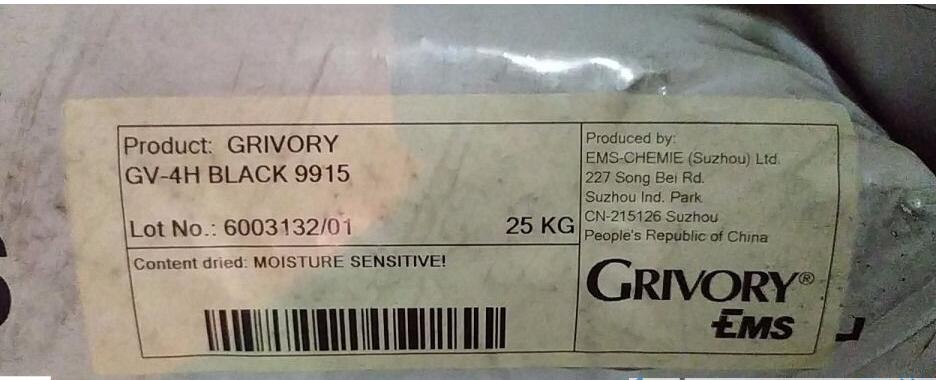 Product: GRIVORY
GV-4H BLACK 9915
Lot No.: 6003132/01
25 KG
Content dried: MOISTURE SENSITIVE!
Produced by:
EMS-CHEMIE (Suzhou) Ltd.
227 Song Bei Rd.
Suzhou Ind. Park
CN-215126 Suzhou
People's Republic of China
GRIVORY®
EMS